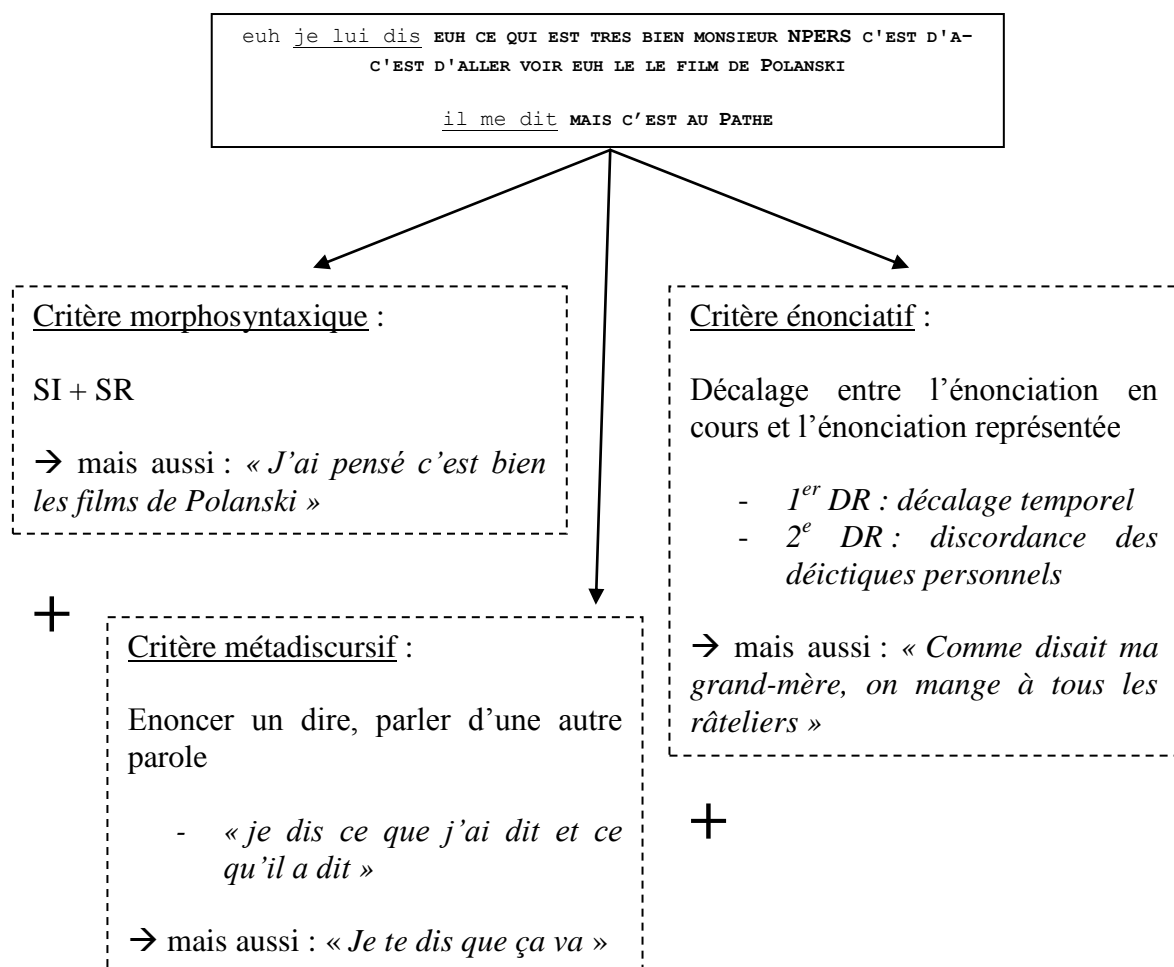 euh je lui dis EUH CE QUI EST TRES BIEN MONSIEUR NPERS C'EST D'A-
C'EST D'ALLER VOIR EUH LE LE FILM DE POLANSKI
il me dit MAIS C’EST AU PATHE
Critère morphosyntaxique :
SI + SR
→ mais aussi : « J’ai pensé c’est bien
les films de Polanski »
+
Critère métadiscursif :
Enoncer un dire, parler d’une autre
parole
- « je dis ce que j’ai dit et ce
qu’il a dit »
→ mais aussi : « Je te dis que ça va »
Critère énonciatif :
Décalage entre l’énonciation en
cours et l’énonciation représentée
- 1er DR : décalage temporel
- 2e DR : discordance des
déictiques personnels
→ mais aussi : « Comme disait ma
grand-mère, on mange à tous les
râteliers »
+